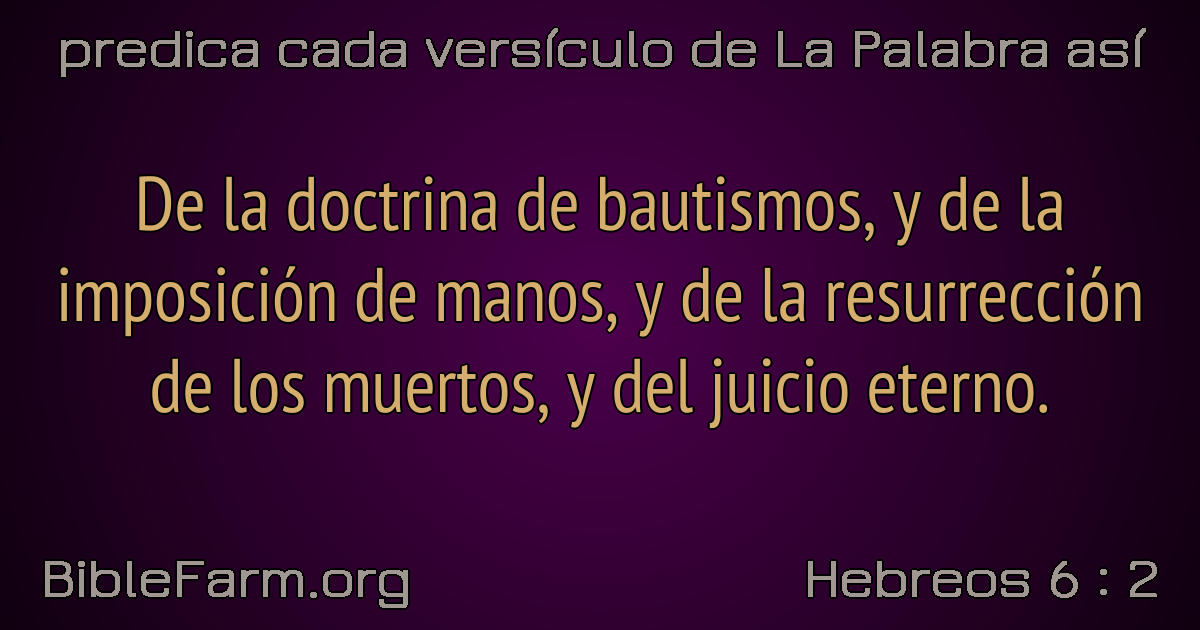 predica cada versículo de La Palabra así
De la doctrina de bautismos, y de la
imposición de manos, y de la resurrección
de los muertos, y del juicio eterno.
BibleFarm.org
Hebreos 6 : 2